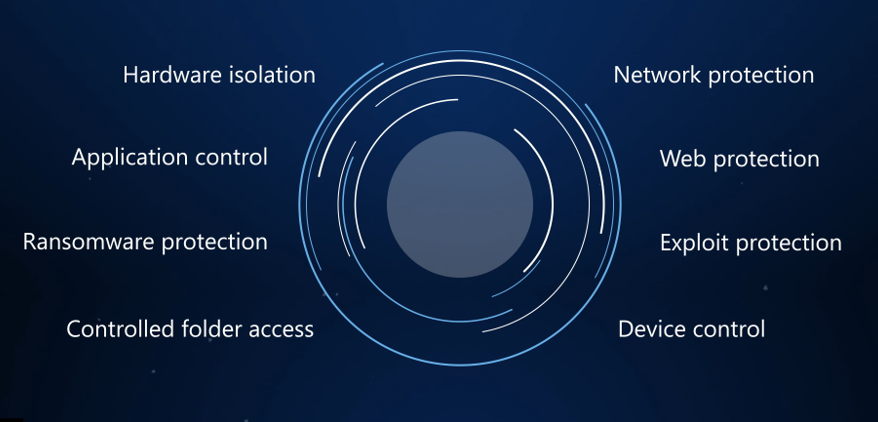 Hardware isolation
Network protection
Application control
Web protection
Ransomware protection
Exploit protection
Controlled folder access
Device control